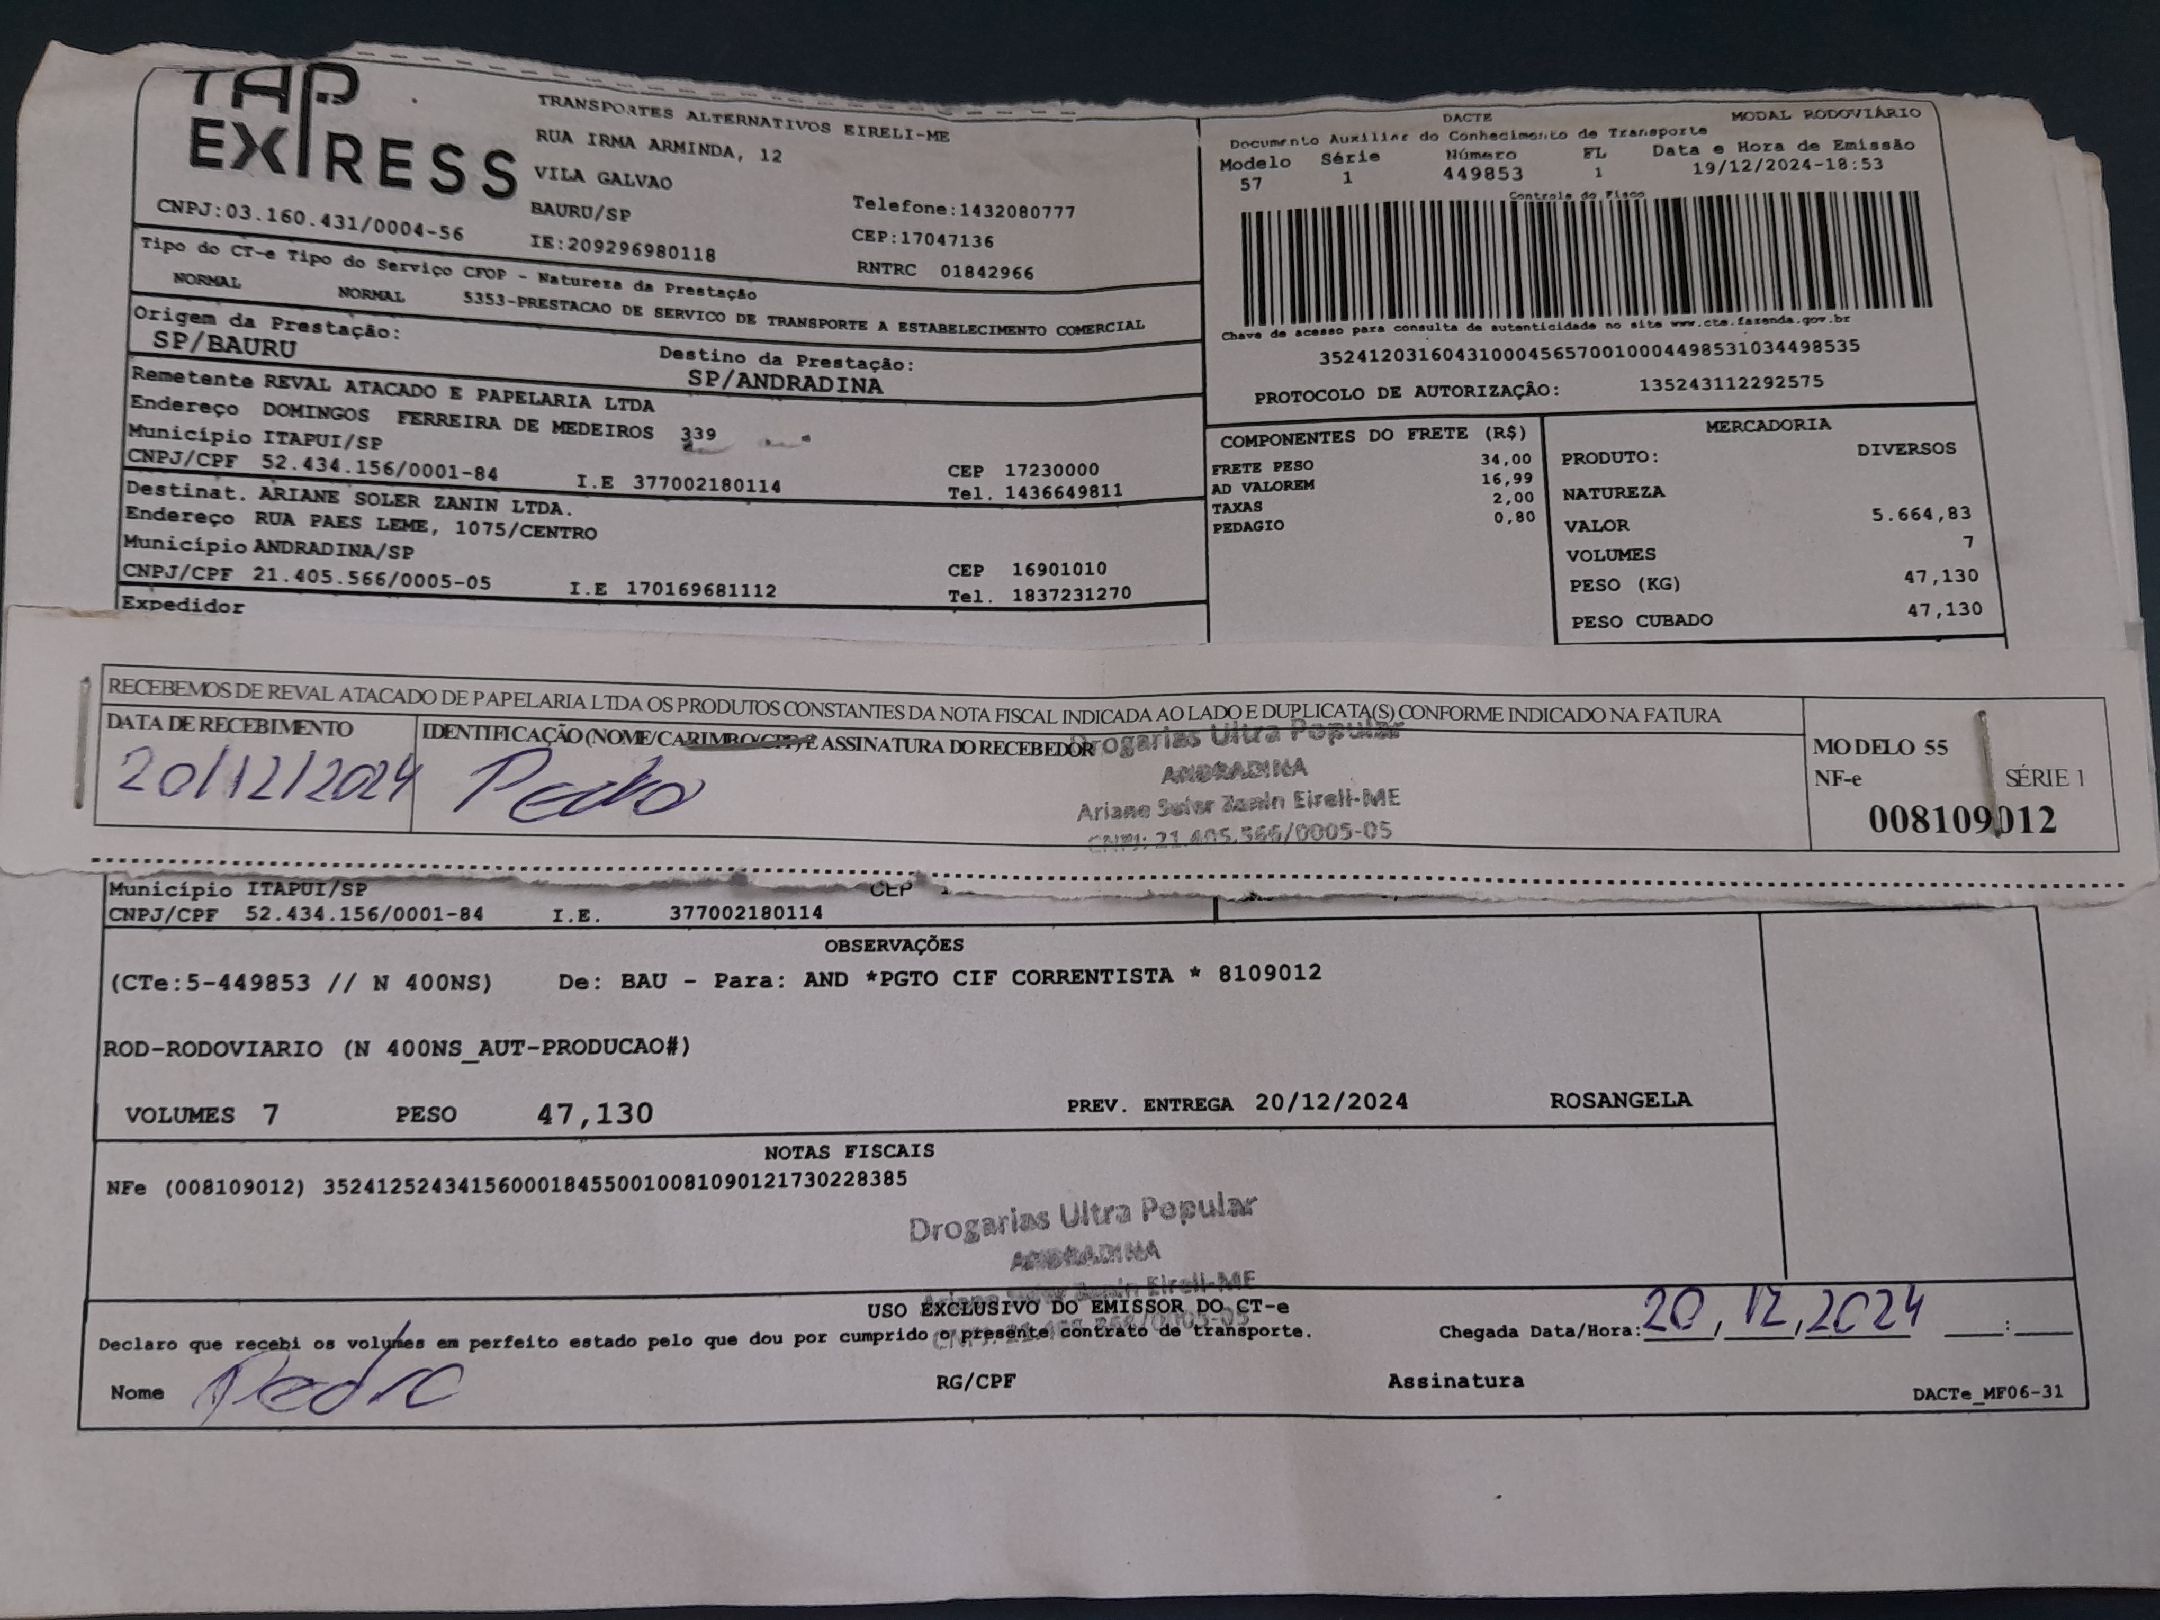 TAP
EXPRESS
CNPJ:03.160.431/0004-56
TRANSPORTES ALTERNATIVOS EIRELI-ME
RUA IRMA ARMINDA, 12
VILA GALVAO
BAURU/SP
IE:209296980118
Telefone:1432080777
CEP:17047136
RNTRC 01842966
DACTE
MODAL RODOVIÁRIO
Documento Auxiliar do Conhecimento de Transporte
Modelo Série Número FL Data e Hora de Emissão
57 1 449853 1 19/12/2024-18:53
Controle do Fisco
Chave de acesso para consulta de autenticidade no site www.cte.fazenda.gov.br
35241203160431000456570010004498531034498535
PROTOCOLO DE AUTORIZAÇÃO: 135243112292575
Tipo do CT-e Tipo do Serviço CFOP - Natureza da Prestação
NORMAL NORMAL 5353-PRESTACAO DE SERVICO DE TRANSPORTE A ESTABELECIMENTO COMERCIAL
Origem da Prestação:
SP/BAURU
Destino da Prestação:
SP/ANDRADINA
Remetente REVAL ATACADO E PAPELARIA LTDA
Endereço DOMINGOS FERREIRA DE MEDEIROS 339
Município ITAPUI/SP CEP 17230000
CNPJ/CPF 52.434.156/0001-84 I.E 377002180114 Tel. 1436649811
Destinat. ARIANE SOLER ZANIN LTDA.
Endereço RUA PAES LEME, 1075/CENTRO
Município ANDRADINA/SP CEP 16901010
CNPJ/CPF 21.405.566/0005-05 I.E 170169681112 Tel. 1837231270
Expedidor
COMPONENTES DO FRETE (R$)
FRETE PESO 34,00
AD VALOREM 16,99
TAXAS 2,00
PEDAGIO 0,80
MERCADORIA
PRODUTO: DIVERSOS
NATUREZA
VALOR 5.664,83
VOLUMES 7
PESO (KG) 47,130
PESO CUBADO 47,130
RECEBEMOS DE REVAL ATACADO DE PAPELARIA LTDA OS PRODUTOS CONSTANTES DA NOTA FISCAL INDICADA AO LADO E DUPLICATA(S) CONFORME INDICADO NA FATURA
DATA DE RECEBIMENTO
20/12/2024
IDENTIFICAÇÃO (NOME/CARIMBO/CPF) E ASSINATURA DO RECEBEDOR
Pedro
Drogarias Ultra Popular
ANDRADINA
Ariane Soler Zanin Eireli-ME
CNPJ: 21.405.566/0005-05
MODELO 55
NF-e SÉRIE 1
008109012
Município ITAPUI/SP CEP
CNPJ/CPF 52.434.156/0001-84 I.E. 377002180114
OBSERVAÇÕES
(CTe:5-449853 // N 400NS) De: BAU - Para: AND *PGTO CIF CORRENTISTA * 8109012
ROD-RODOVIARIO (N 400NS_AUT-PRODUCAO#)
VOLUMES 7 PESO 47,130 PREV. ENTREGA 20/12/2024 ROSANGELA
NOTAS FISCAIS
NFe (008109012) 35241252434156000184550010081090121730228385
Drogarias Ultra Popular
ANDRADINA
Ariane Soler Zanin Eireli-ME
CNPJ: 21.405.566/0005-05
USO EXCLUSIVO DO EMISSOR DO CT-e
Declaro que recebi os volumes em perfeito estado pelo que dou por cumprido o presente contrato de transporte.
Chegada Data/Hora: 20, 12, 2024 ____:____
Nome Pedro RG/CPF Assinatura
DACTe_MF06-31